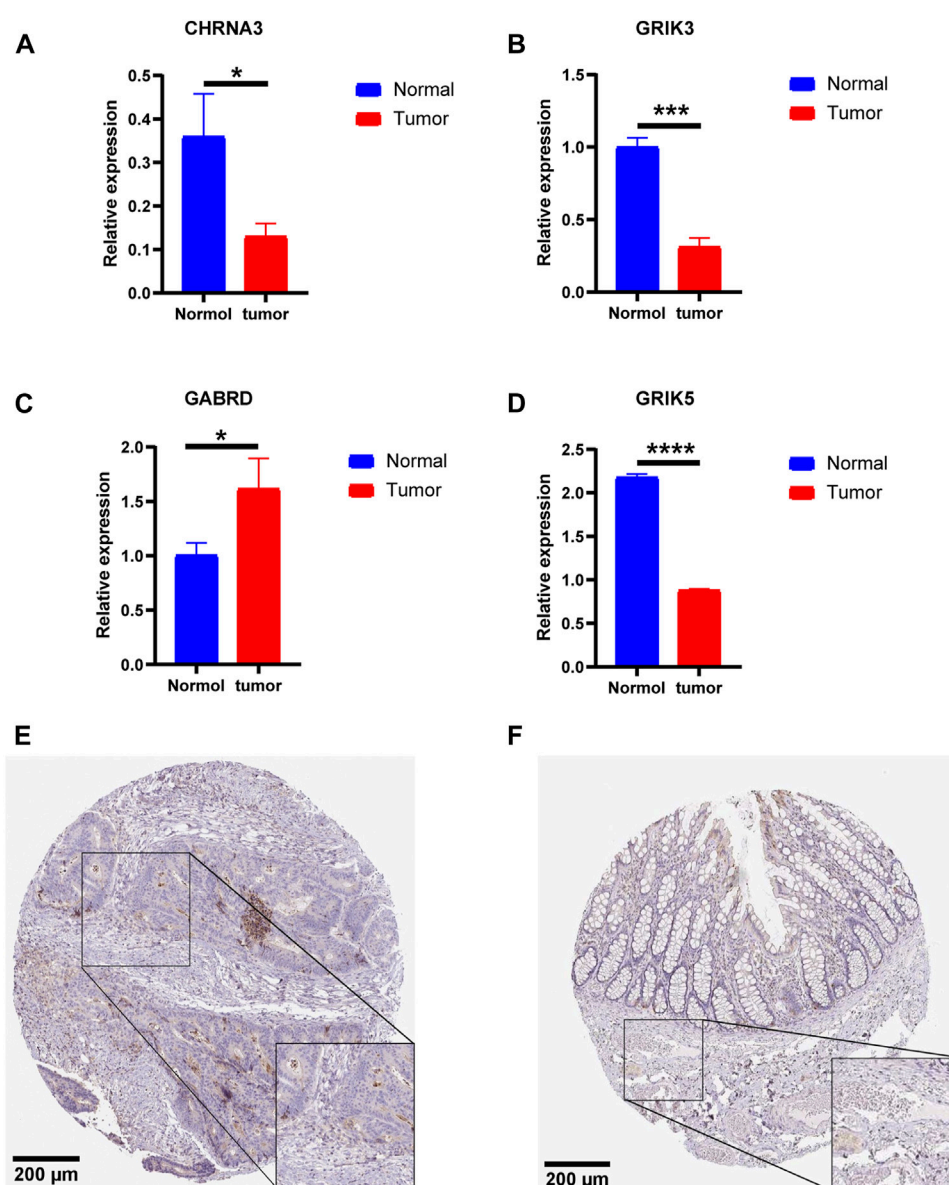 A
CHRNA3
Relative expression
0.5
0.4
0.3
0.2
0.1
0.0
*
Normol tumor
Normal
Tumor
B
GRIK3
Relative expression
1.5
1.0
0.5
0.0
***
Normol tumor
Normal
Tumor
C
GABRD
Relative expression
2.0
1.5
1.0
0.5
0.0
*
Normol tumor
Normal
Tumor
D
GRIK5
Relative expression
2.5
2.0
1.0
0.5
0.0
****
Normol tumor
Normal
Tumor
E
200 µm
F
200 µm